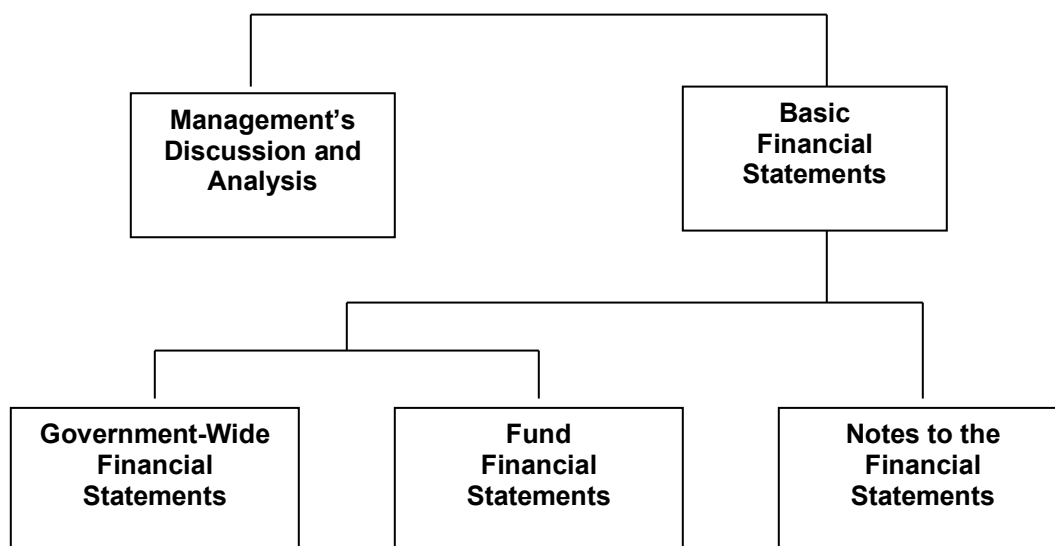 Management’s
Discussion and
Analysis
Basic
Financial
Statements
Government-Wide
Financial
Statements
Fund
Financial
Statements
Notes to the
Financial
Statements